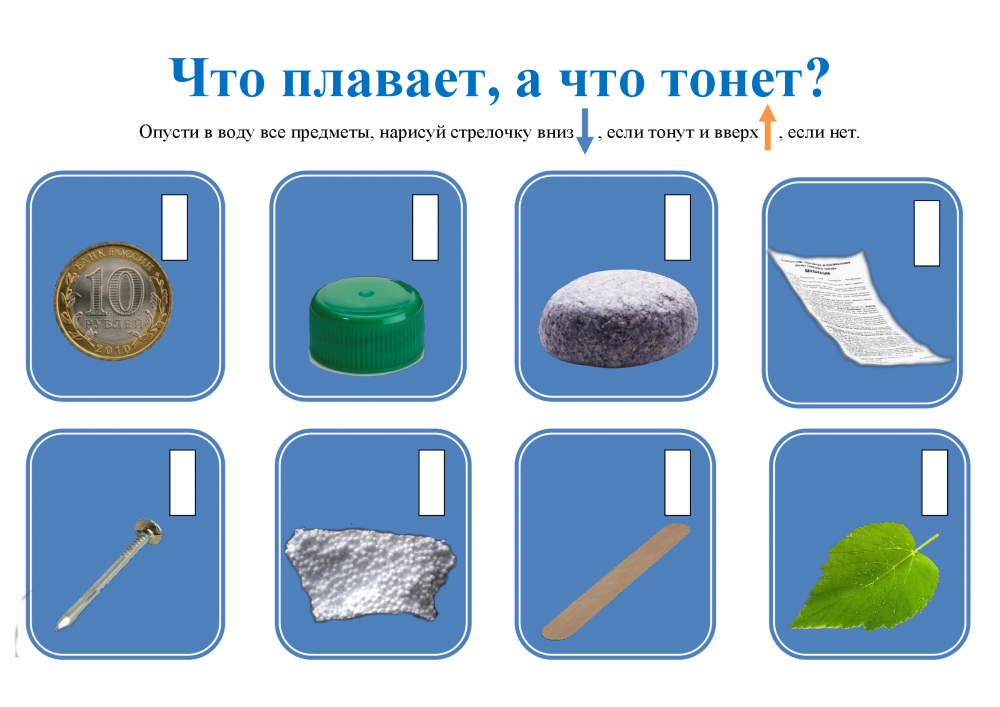 Что плавает, а что тонет?
Опусти в воду все предметы, нарисуй стрелочку вниз , если тонут и вверх , если нет.
БАНК РОССИИ
10
РУБЛЕЙ
2010